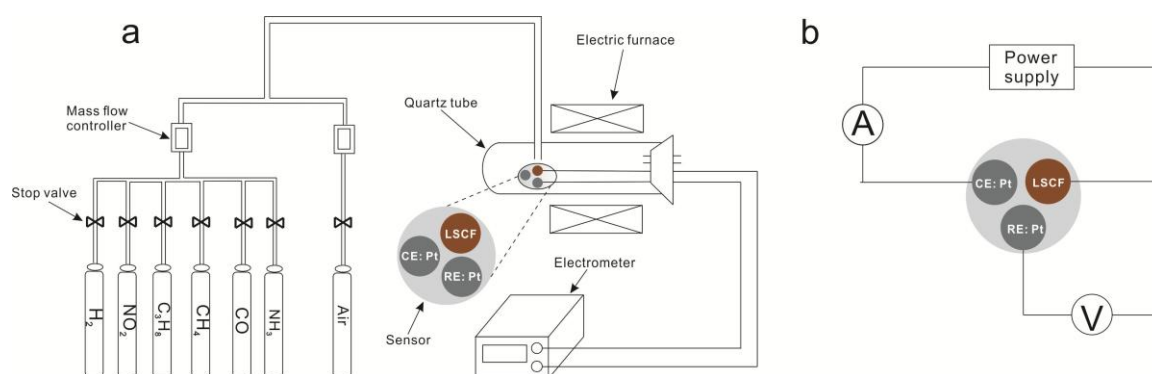 a
Electric furnace
Quartz tube
Mass flow
controller
Stop valve
H₂
NO₂
C₃H₈
CH₄
CO
NH₃
Air
LSCF
CE: Pt
RE: Pt
Sensor
Electrometer
b
Power
supply
A
CE: Pt
LSCF
RE: Pt
V